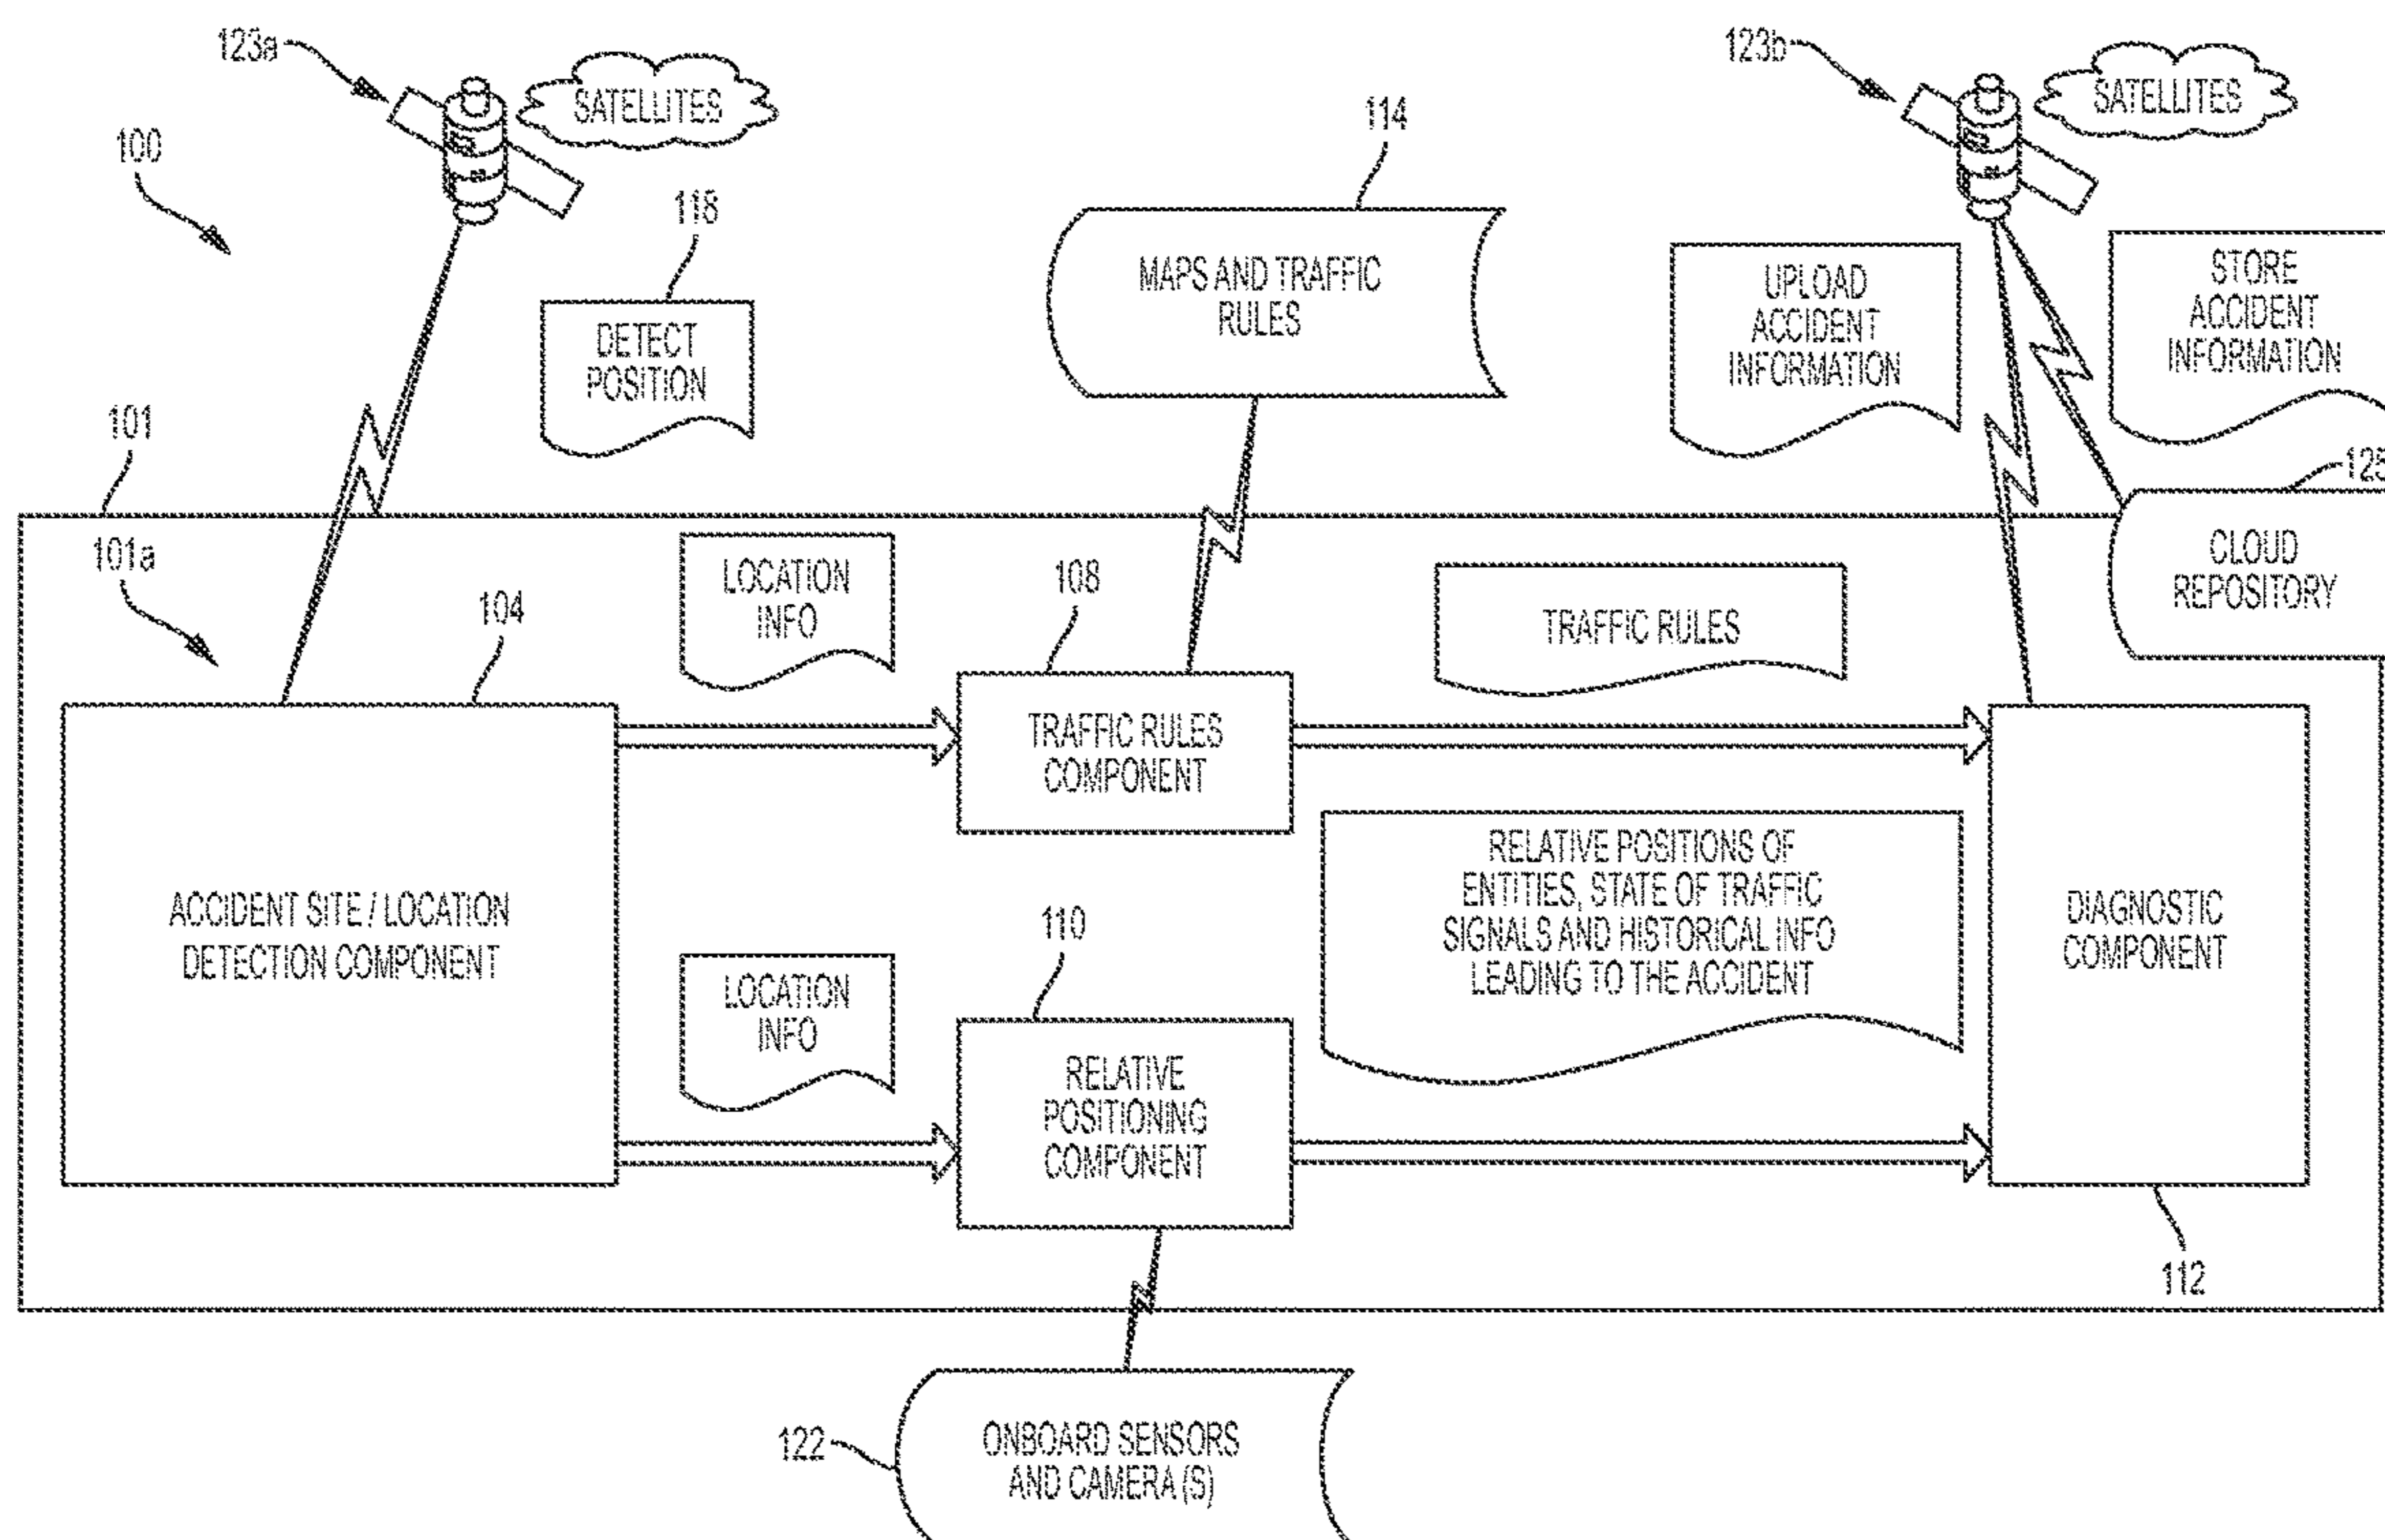 123a
SATELLITES
123b
SATELLITES
100
118
114
DETECT
POSITION
MAPS AND TRAFFIC
RULES
UPLOAD
ACCIDENT
INFORMATION
STORE
ACCIDENT
INFORMATION
101
101a
104
LOCATION
INFO
108
TRAFFIC RULES
CLOUD
REPOSITORY
TRAFFIC RULES
COMPONENT
ACCIDENT SITE / LOCATION
DETECTION COMPONENT
LOCATION
INFO
110
RELATIVE POSITIONS OF
ENTITIES, STATE OF TRAFFIC
SIGNALS AND HISTORICAL INFO
LEADING TO THE ACCIDENT
DIAGNOSTIC
COMPONENT
RELATIVE
POSITIONING
COMPONENT
112
122
ONBOARD SENSORS
AND CAMERA (S)